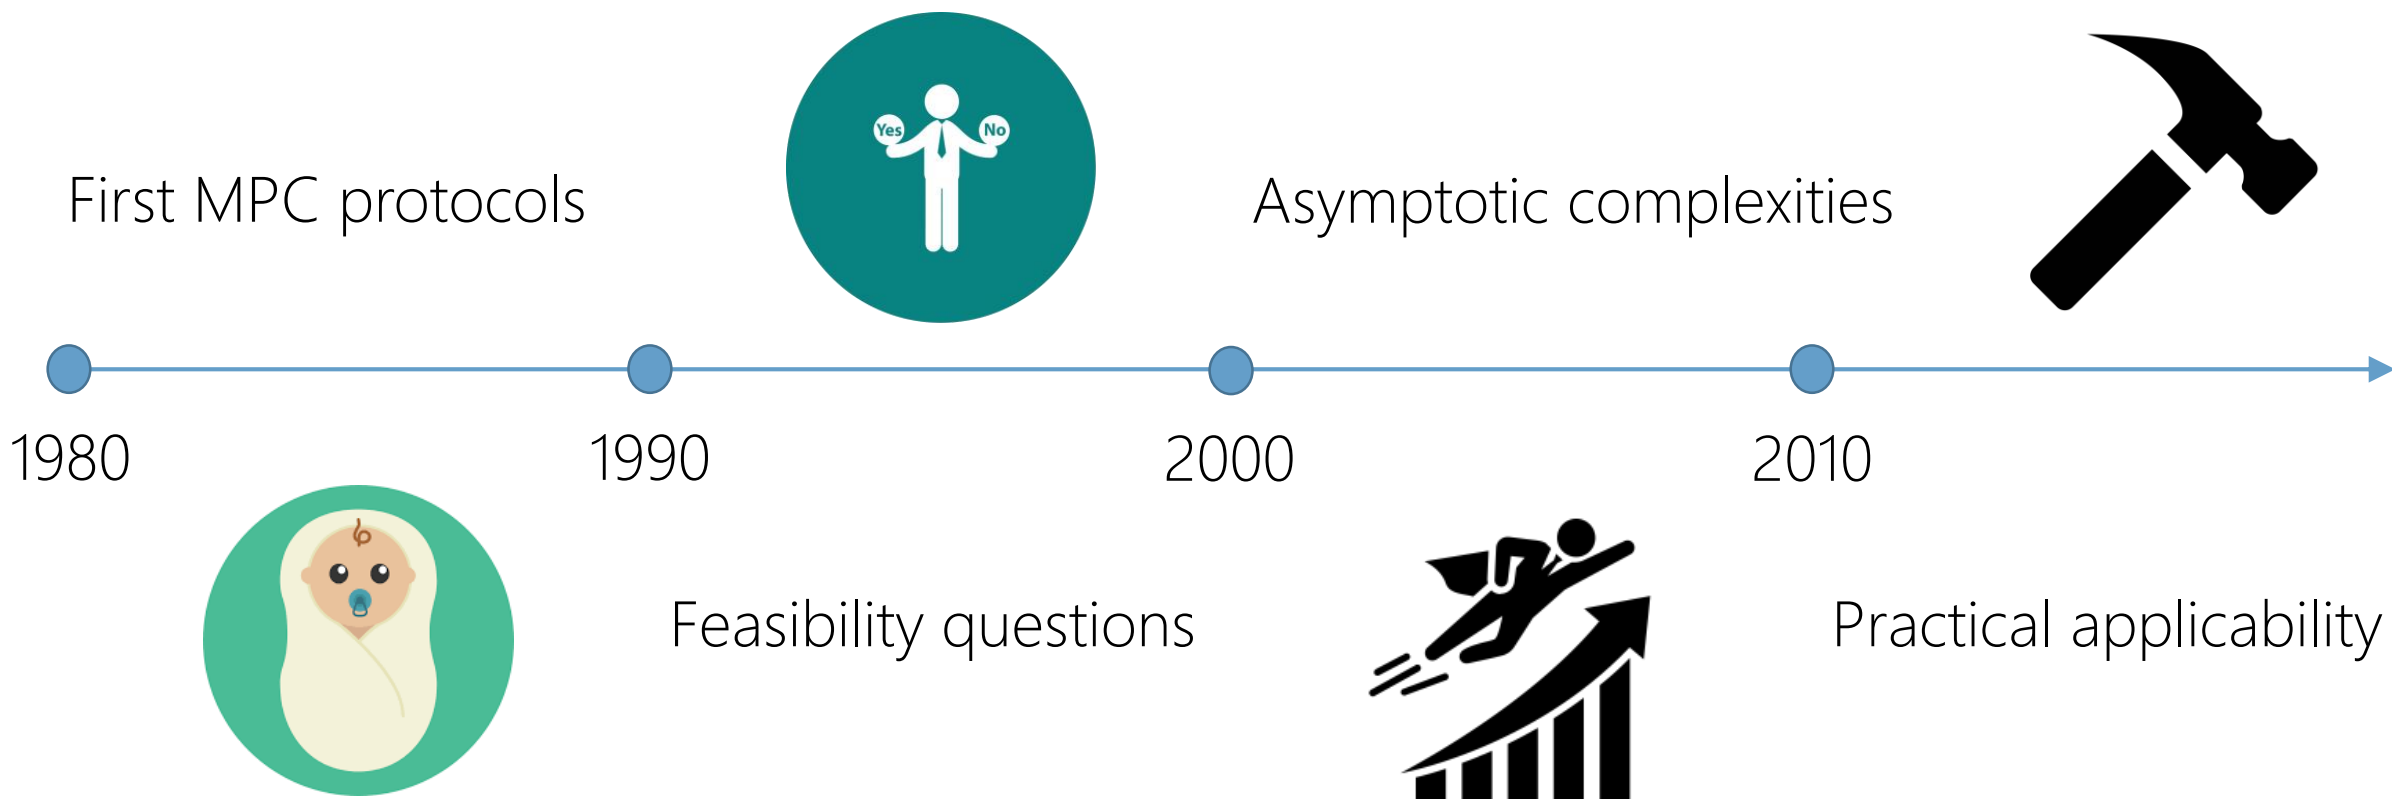 Yes
No
First MPC protocols
Asymptotic complexities
1980
1990
2000
2010
Feasibility questions
Practical applicability